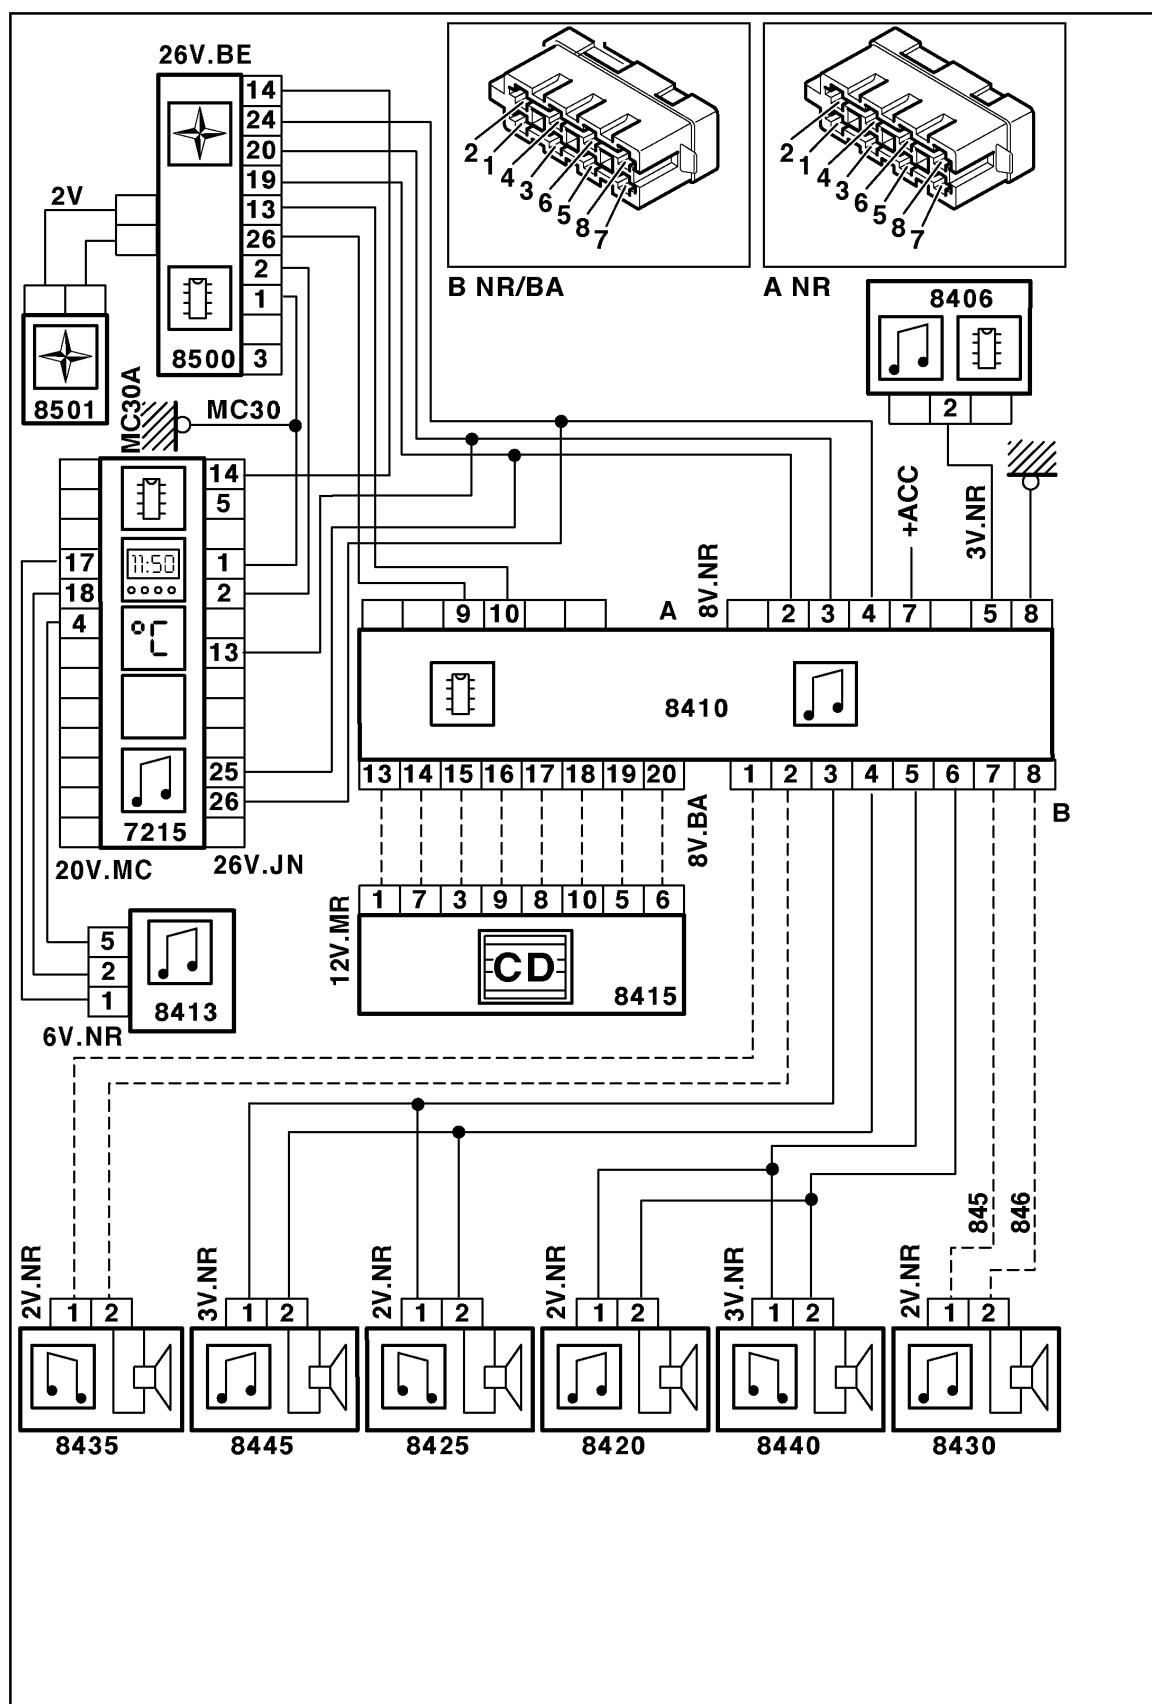 26V.BE
14
24
20
19
13
26
2
1
3
8500
2V
8501
2 1 4 3 6 5 8 7
B NR/BA
2 1 4 3 6 5 8 7
A NR
8406
2
MC30A
MC30
+ACC
3V.NR
8V.NR
14
5
1
2
13
25
26
17
18
4
11:50
°C
7215
20V.MC
26V.JN
9 10
A
2 3 4 7 5 8
8410
13 14 15 16 17 18 19 20
1 2 3 4 5 6 7 8
B
8V.BA
12V.MR
1 7 3 9 8 10 5 6
CD
8415
5
2
1
8413
6V.NR
845
846
2V.NR
1 2
3V.NR
1 2
2V.NR
1 2
2V.NR
1 2
3V.NR
1 2
2V.NR
1 2
8435
8445
8425
8420
8440
8430